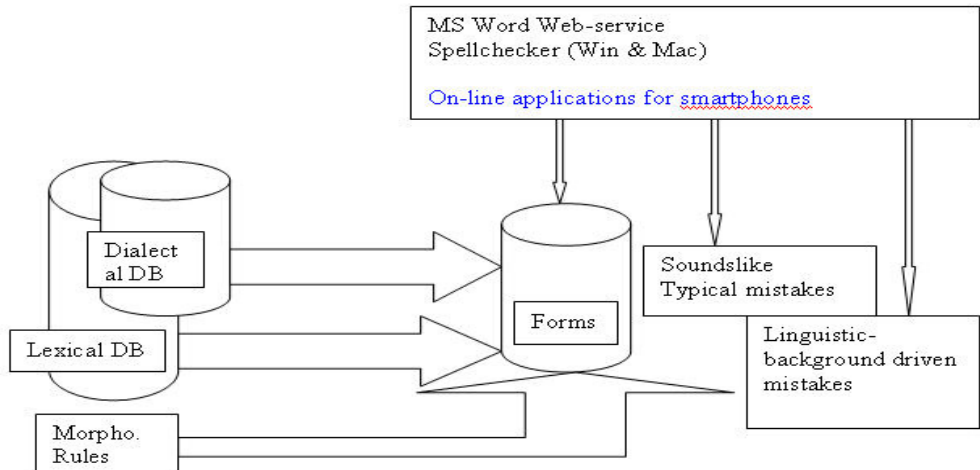 MS Word Web-service
Spellchecker (Win & Mac)
On-line applications for smartphones
Dialect
al DB
Soundslike
Typical mistakes
Forms
Lexical DB
Linguistic-
background driven
mistakes
Morpho.
Rules